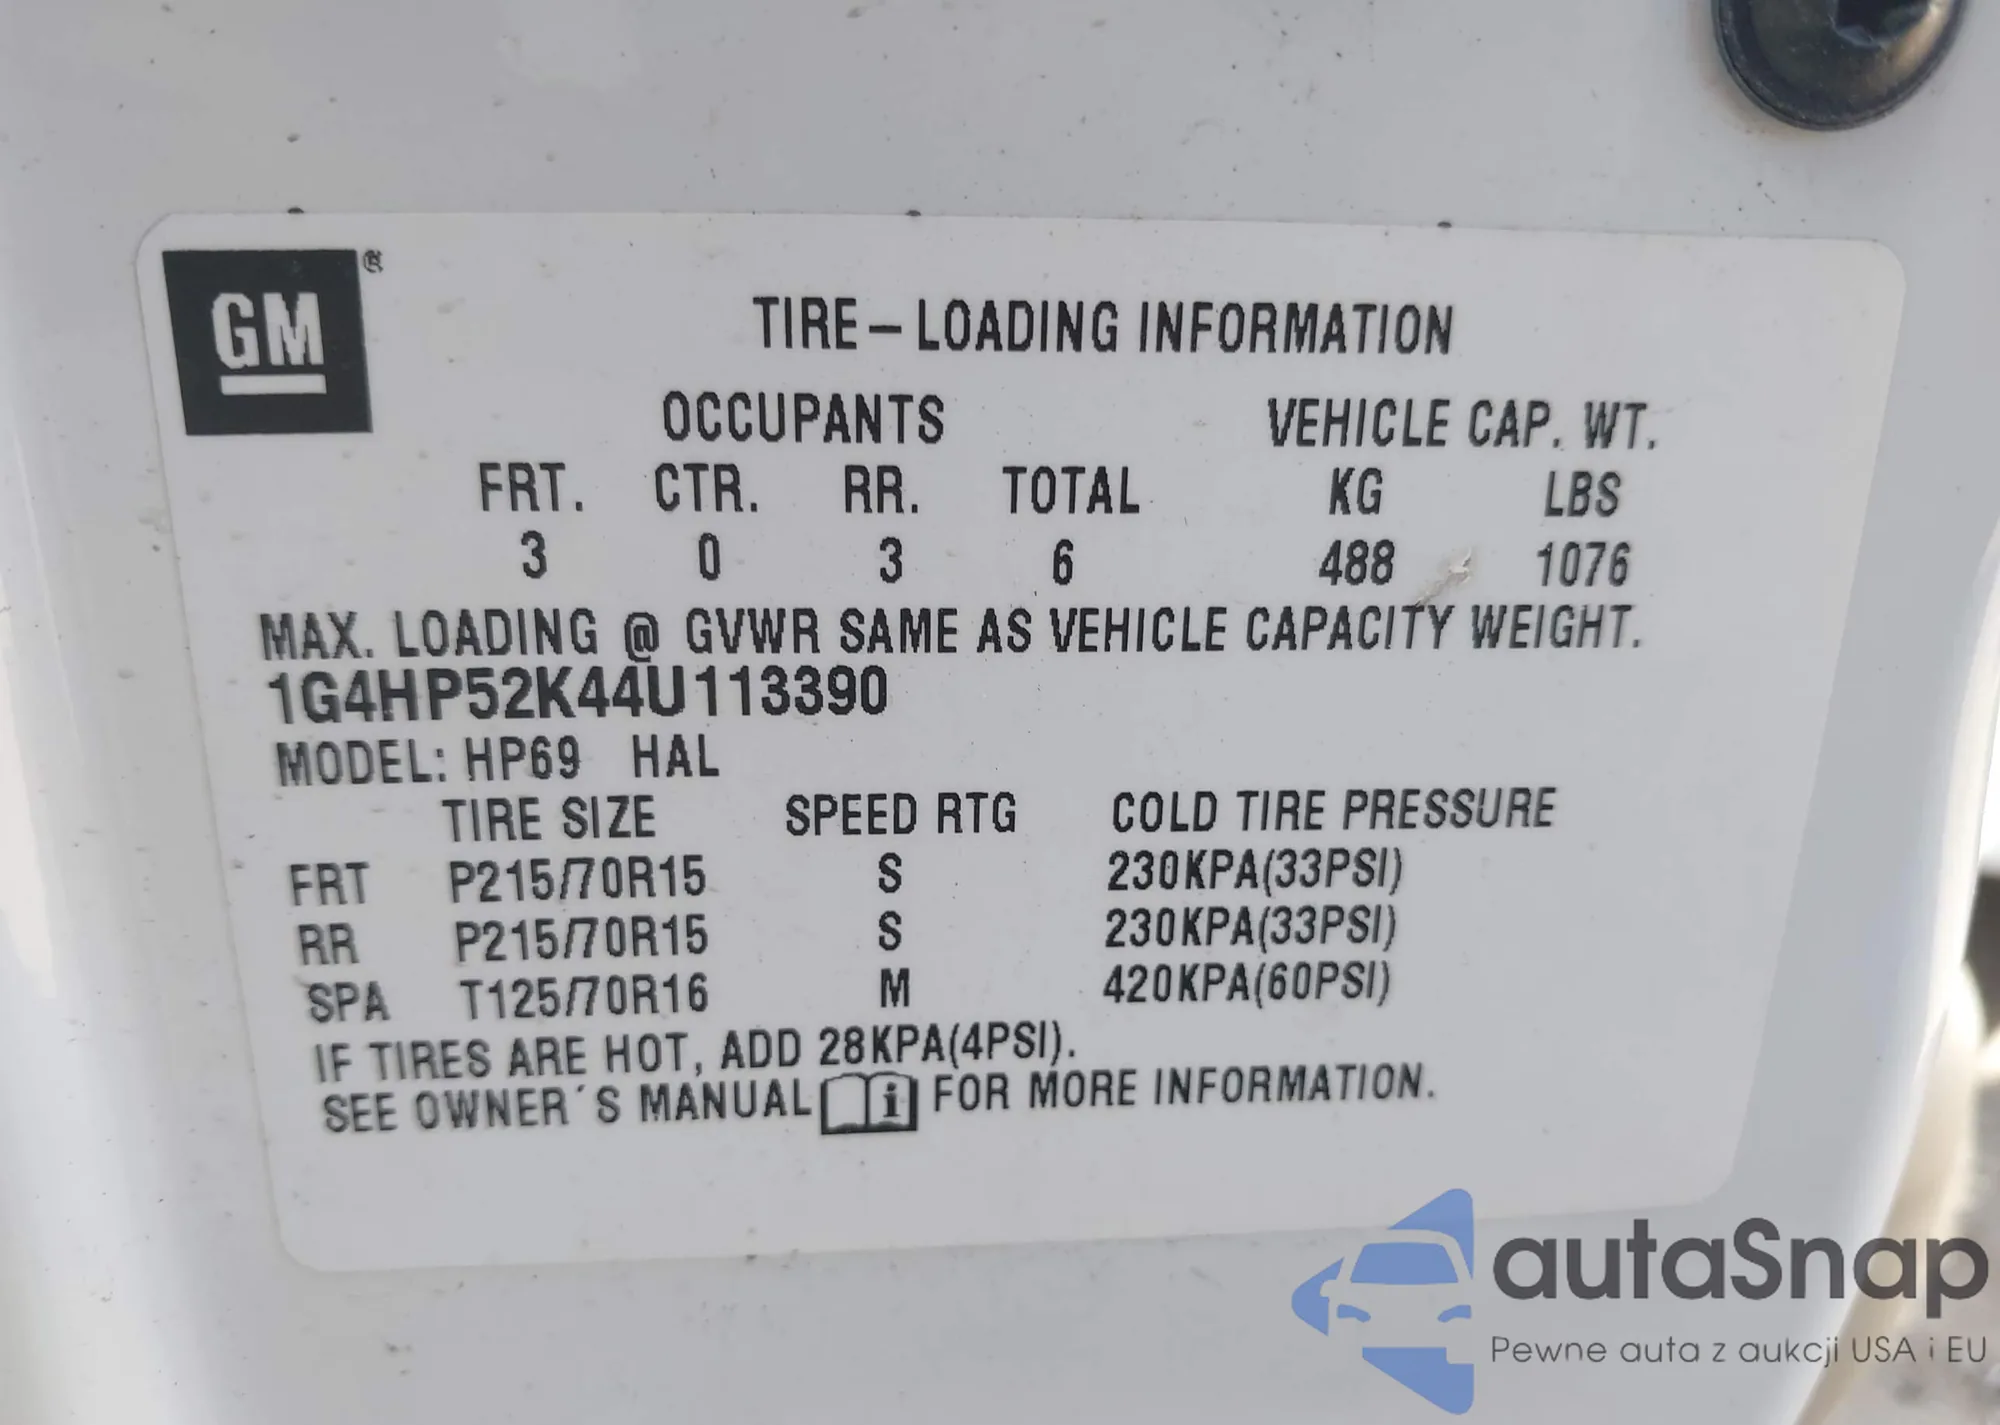 GM ®
TIRE – LOADING INFORMATION
OCCUPANTS VEHICLE CAP. WT.
FRT. CTR. RR. TOTAL KG LBS
3 0 3 6 488 1076
MAX. LOADING @ GVWR SAME AS VEHICLE CAPACITY WEIGHT.
1G4HP52K44U113390
MODEL: HP69 HAL
TIRE SIZE SPEED RTG COLD TIRE PRESSURE
FRT P215/70R15 S 230KPA(33PSI)
RR P215/70R15 S 230KPA(33PSI)
SPA T125/70R16 M 420KPA(60PSI)
IF TIRES ARE HOT, ADD 28KPA(4PSI).
SEE OWNER´S MANUAL i FOR MORE INFORMATION.
autaSnap
Pewne auta z aukcji USA i EU